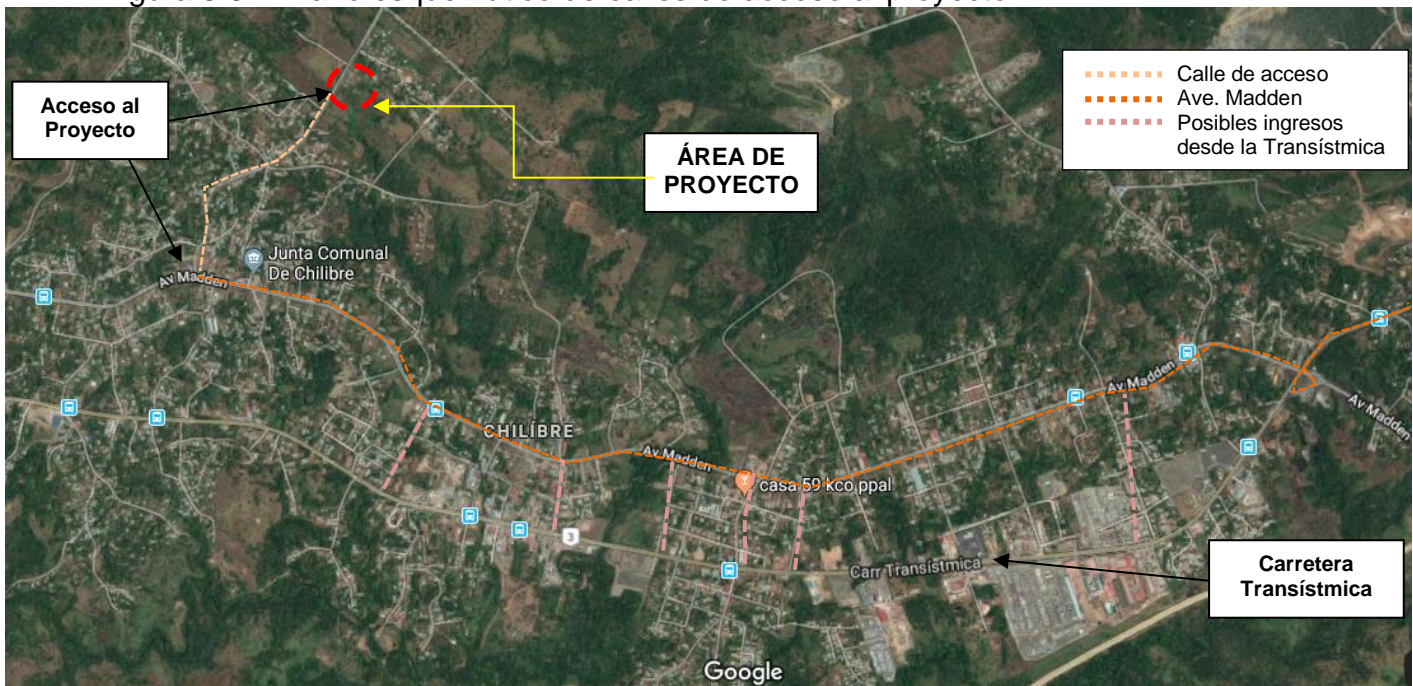 Acceso al
Proyecto
Calle de acceso
Ave. Madden
Posibles ingresos
desde la Transístmica
ÁREA DE
PROYECTO
Junta Comunal
De Chilibre
Av Madden
Av Madden
Av Madden
CHILÍBRE
Av Madden
casa 59 kco ppal
3
Carr Transístmica
Carretera
Transístmica
Google